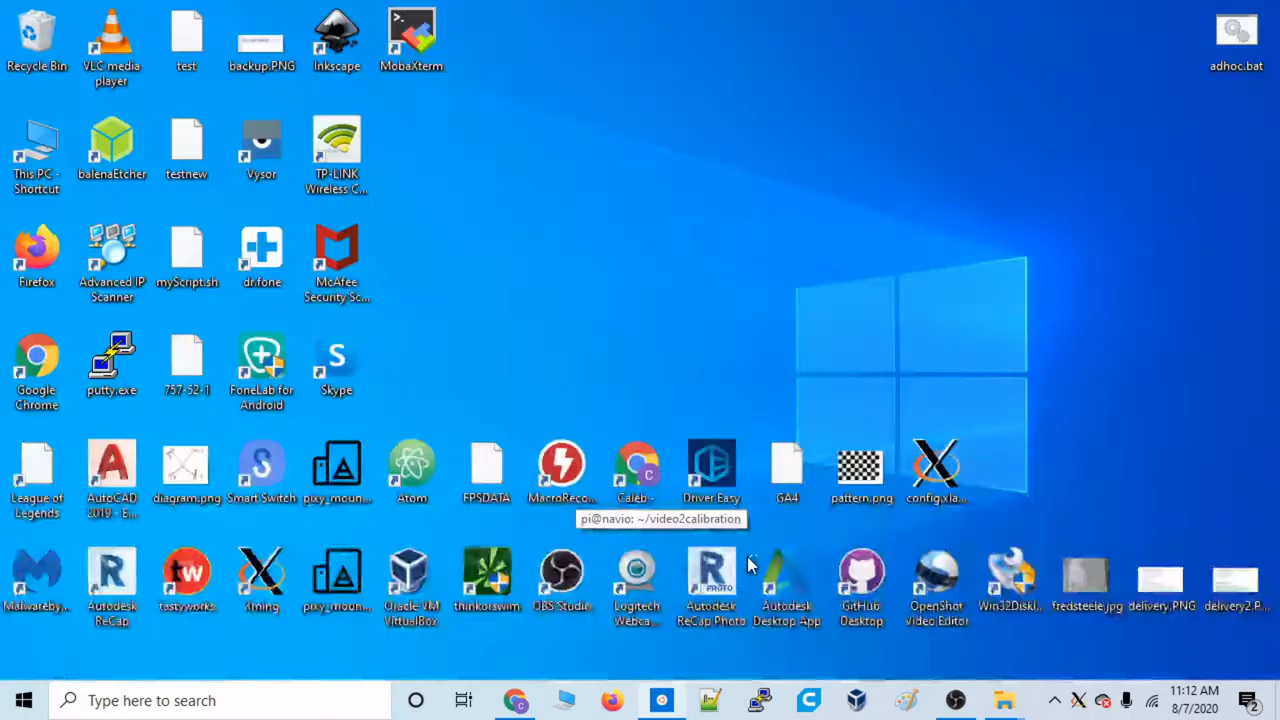 Recycle Bin
VLC media
player
test
backup.PNG
Inkscape
MobaXterm
adhoc.bat
This PC -
Shortcut
balenaEtcher
testnew
Vysor
TP-LINK
Wireless C...
Firefox
Advanced IP
Scanner
myScript.sh
dr.fone
McAfee
Security Sc...
Google
Chrome
putty.exe
757-52-1
FoneLab for
Android
Skype
League of
Legends
AutoCAD
2019 - E...
diagram.png
Smart Switch
pixy_moun...
Atom
FPSDATA
MacroReco...
Caleb -
Driver Easy
GA4
pattern.png
config.xla...
pi@navio: ~/video2calibration
Malwareby...
Autodesk
ReCap
tw
tastyworks
Xming
pixy_moun...
Oracle VM
VirtualBox
thinkorswim
OBS Studio
Logitech
Webca...
PROTO
Autodesk
ReCap Photo
Autodesk
Desktop App
GitHub
Desktop
OpenShot
Video Editor
Win32DiskI...
fredsteele.jpg
delivery.PNG
delivery2.P...
Type here to search
11:12 AM
8/7/2020
2